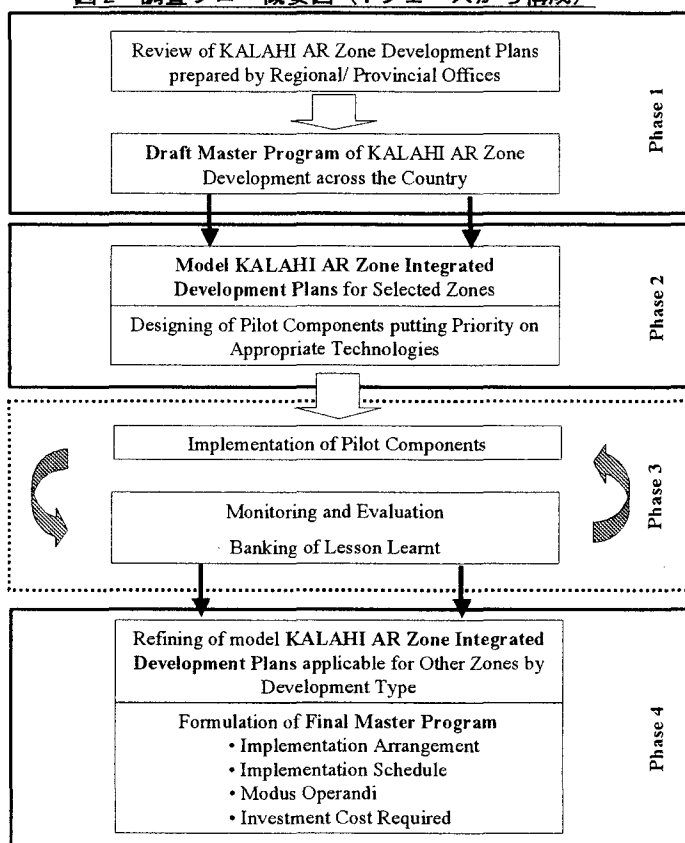 Review of KALAHI AR Zone Development Plans
prepared by Regional/ Provincial Offices
Draft Master Program of KALAHI AR Zone
Development across the Country
Phase 1
Model KALAHI AR Zone Integrated
Development Plans for Selected Zones
Designing of Pilot Components putting Priority on
Appropriate Technologies
Phase 2
Implementation of Pilot Components
Monitoring and Evaluation
Banking of Lesson Learnt
Phase 3
Refining of model KALAHI AR Zone Integrated
Development Plans applicable for Other Zones by
Development Type
Formulation of Final Master Program
• Implementation Arrangement
• Implementation Schedule
• Modus Operandi
• Investment Cost Required
Phase 4